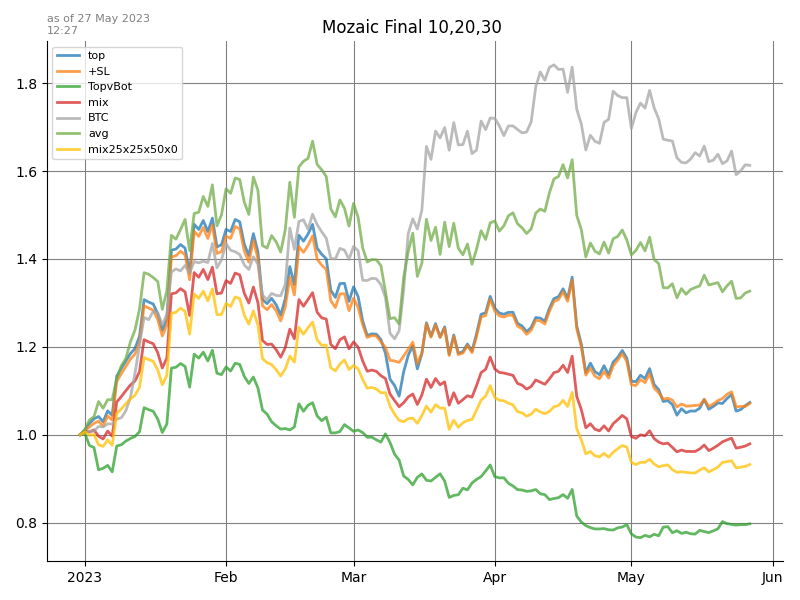 as of 27 May 2023
12:27
Mozaic Final 10,20,30
top
+SL
TopvBot
mix
BTC
avg
mix25x25x50x0
1.8
1.6
1.4
1.2
1.0
0.8
2023 Feb Mar Apr May Jun